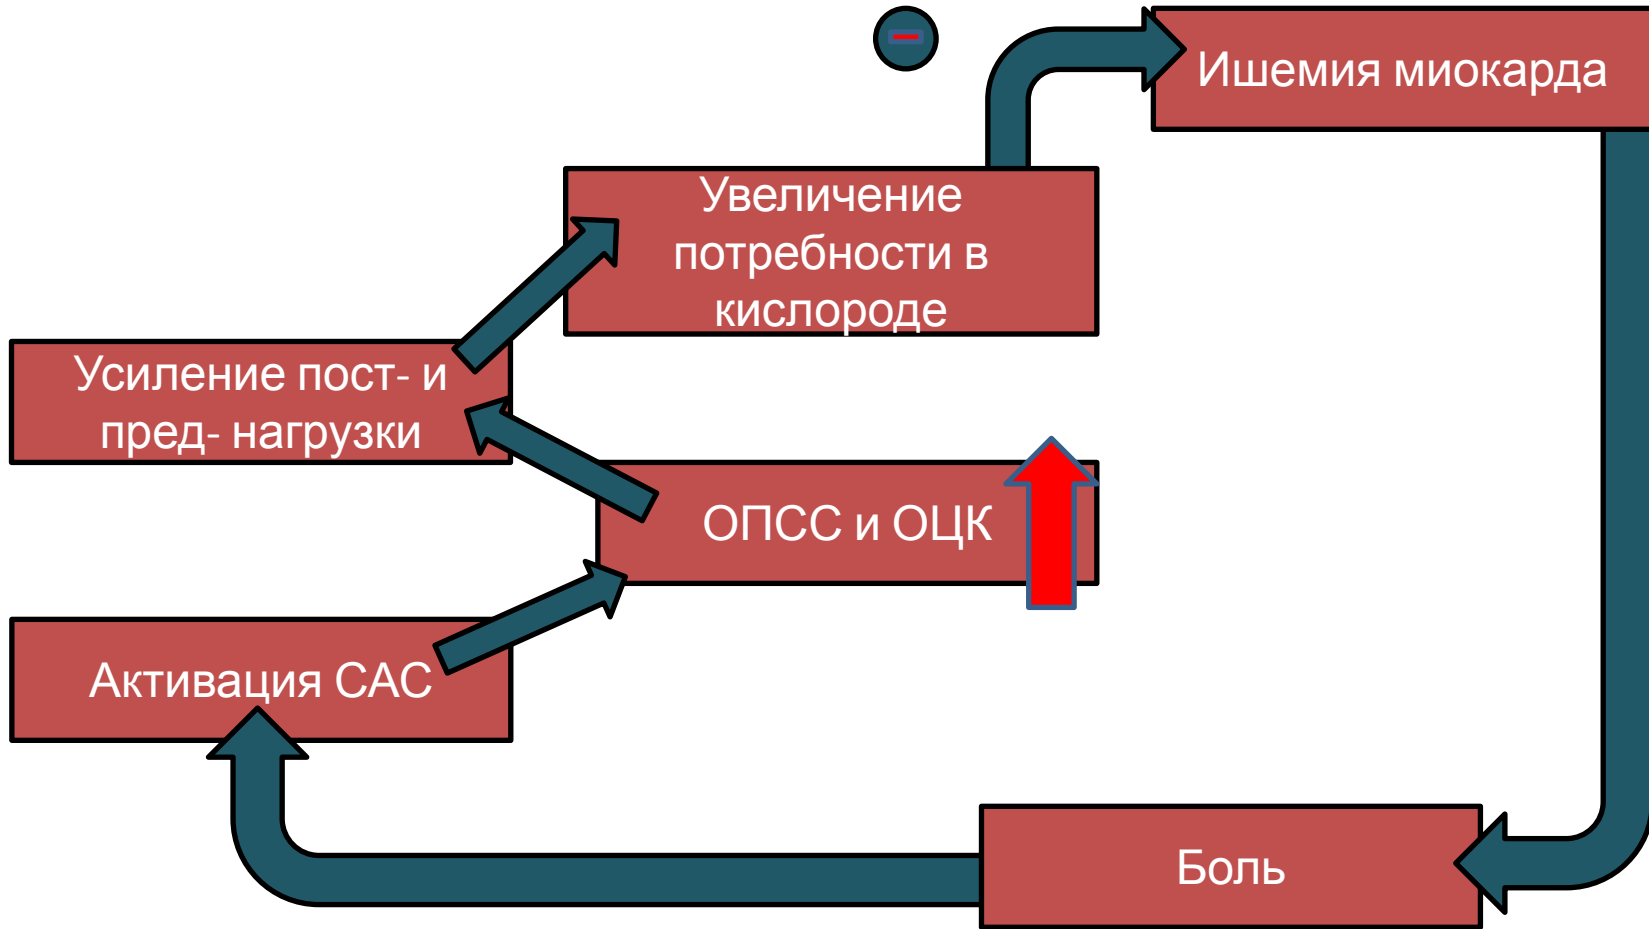 Ишемия миокарда
Увеличение
потребности в
кислороде
Усиление пост- и
пред- нагрузки
ОПСС и ОЦК
Активация САС
Боль